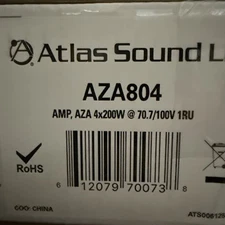 Atlas Sound L
AZA804
AMP, AZA 4x200W @ 70.7/100V 1RU
RoHS
6 12079 70073 8
COO: CHINA